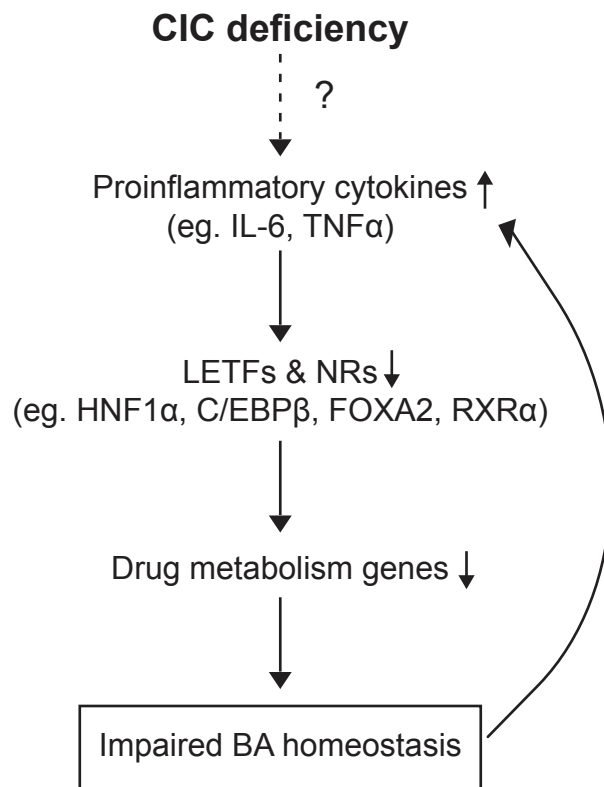 CIC deficiency
?
Proinflammatory cytokines ↑
(eg. IL-6, TNFα)
LETFs & NRs ↓
(eg. HNF1α, C/EBPβ, FOXA2, RXRα)
Drug metabolism genes ↓
Impaired BA homeostasis